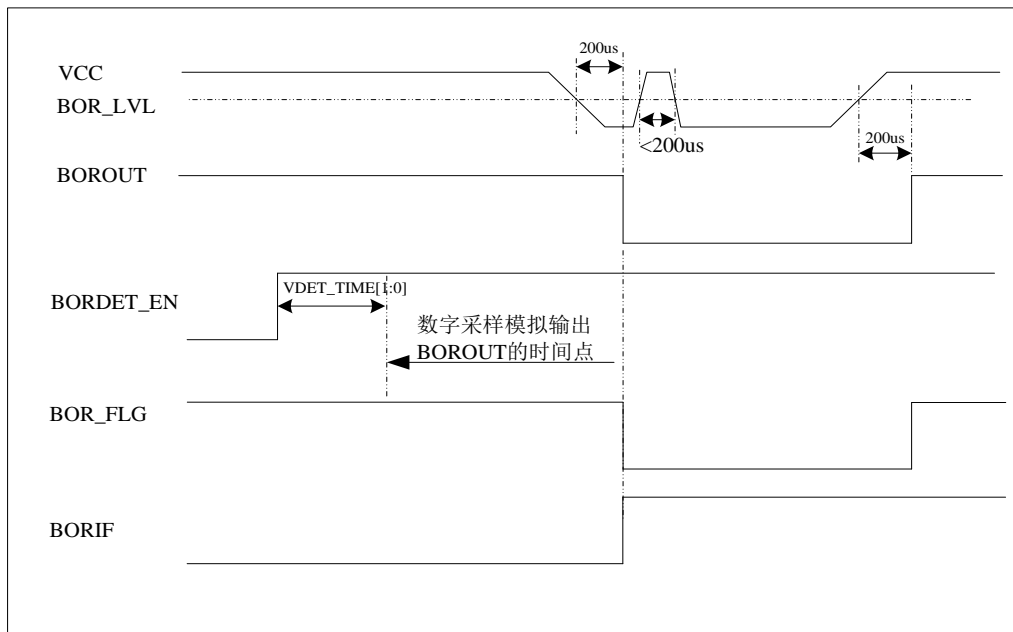 200us
VCC
BOR_LVL
<200us
200us
BOROUT
VDET_TIME[1:0]
BORDET_EN
数字采样模拟输出
BOROUT的时间点
BOR_FLG
BORIF